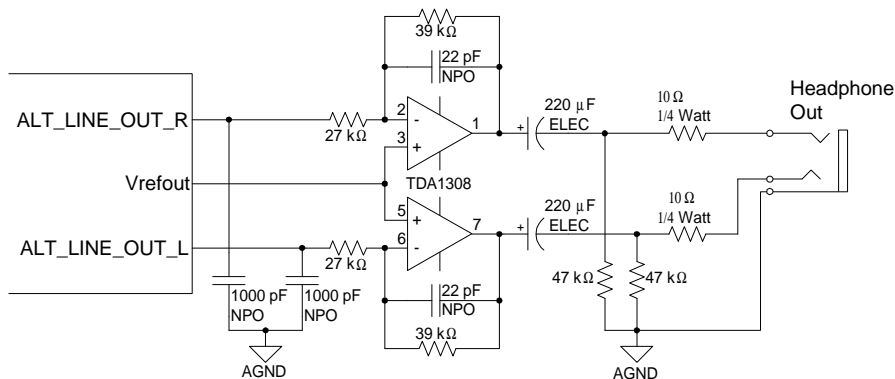 39 kΩ
22 pF
NPO
ALT_LINE_OUT_R
27 kΩ
2
-
3
+
1
+
220 μF
ELEC
10 Ω
1/4 Watt
Headphone
Out
Vrefout
TDA1308
ALT_LINE_OUT_L
27 kΩ
5
+
6
-
7
+
220 μF
ELEC
10 Ω
1/4 Watt
1000 pF
NPO
1000 pF
NPO
22 pF
NPO
39 kΩ
47 kΩ
47 kΩ
AGND
AGND